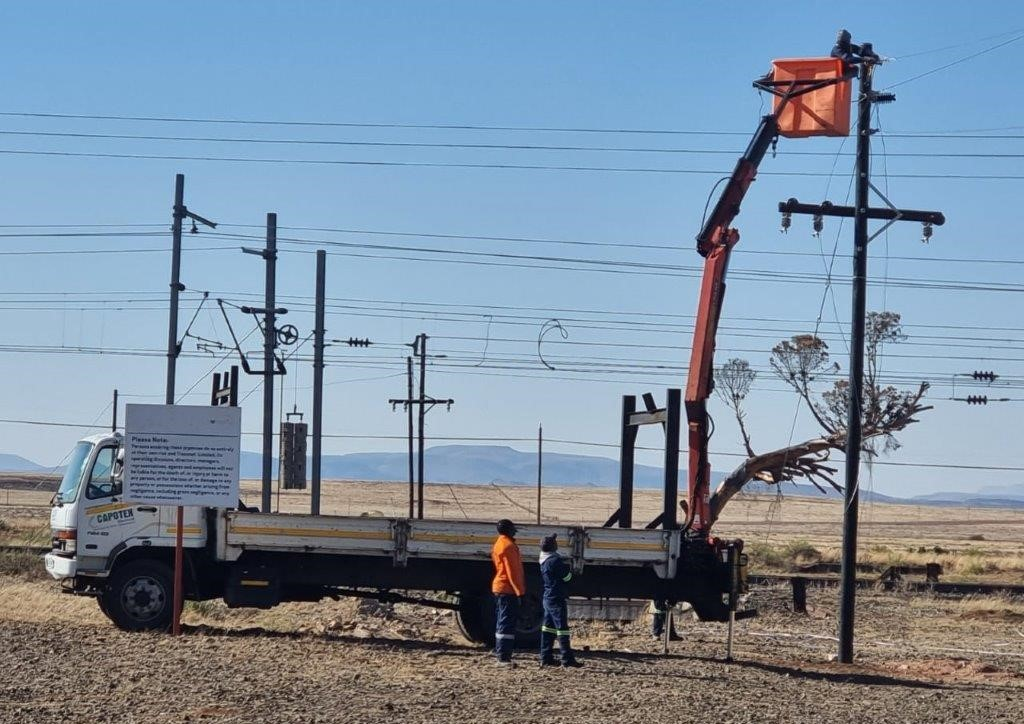 Please Note:
Persons entering these premises do so entirely
at their own risk and Transnet Limited, its
operating divisions, directors, managers,
representatives, agents and employees will not
be liable for the death of, or injury or harm to
any person, or for the loss of, or damage to any
property or possession whether arising from
negligence, including gross negligence, or any
other cause whatsoever.
CAPOTEX